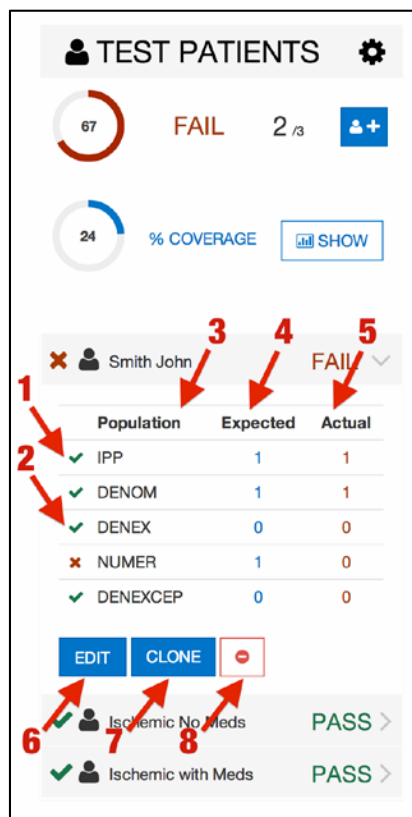 TEST PATIENTS
67 FAIL 2 /3
24 % COVERAGE SHOW
3 4 5
Smith John FAIL
1
Population Expected Actual
IPP 1 1
2
DENOM 1 1
DENEX 0 0
NUMER 1 0
DENEXCEP 0 0
EDIT CLONE
6 7 8
Ischemic No Meds PASS
Ischemic with Meds PASS